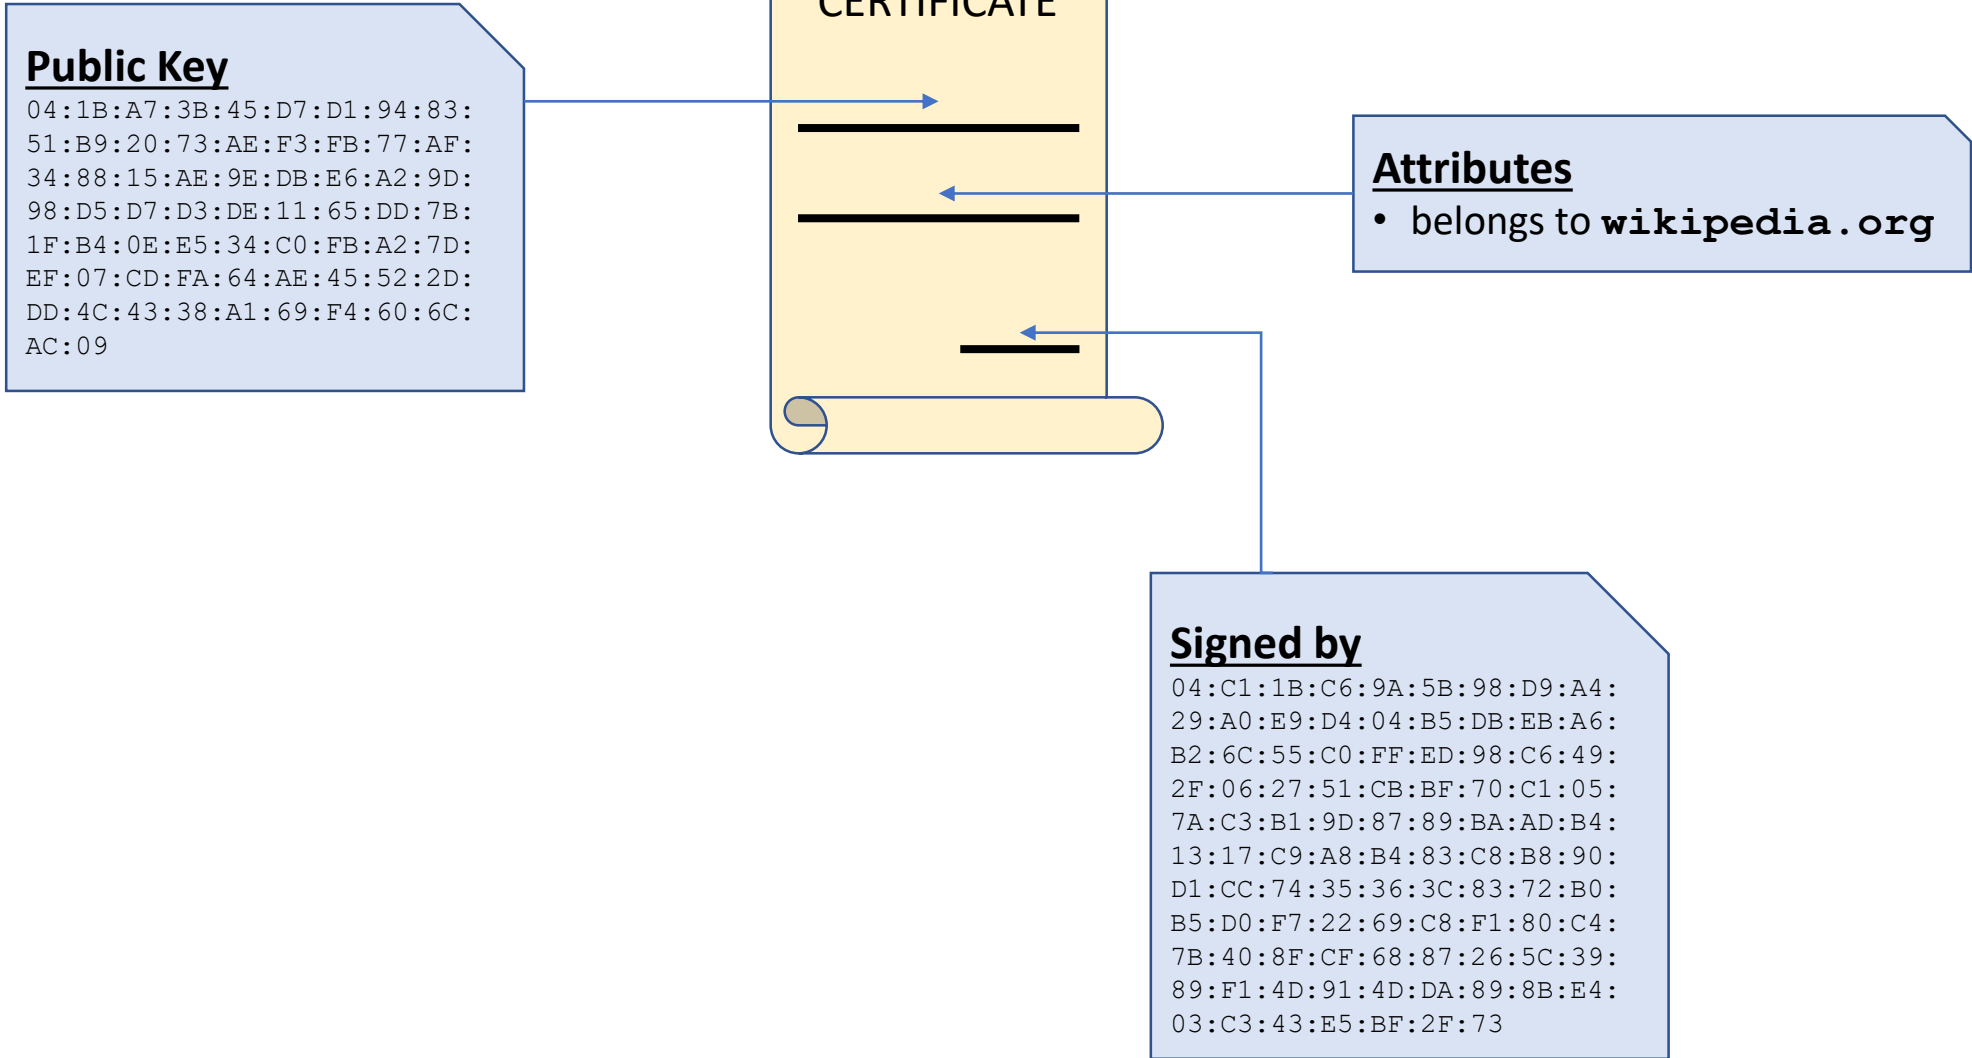 CERTIFICATE
Public Key
04:1B:A7:3B:45:D7:D1:94:83:
51:B9:20:73:AE:F3:FB:77:AF:
34:88:15:AE:9E:DB:E6:A2:9D:
98:D5:D7:D3:DE:11:65:DD:7B:
1F:B4:0E:E5:34:C0:FB:A2:7D:
EF:07:CD:FA:64:AE:45:52:2D:
DD:4C:43:38:A1:69:F4:60:6C:
AC:09
Attributes
• belongs to wikipedia.org
Signed by
04:C1:1B:C6:9A:5B:98:D9:A4:
29:A0:E9:D4:04:B5:DB:EB:A6:
B2:6C:55:C0:FF:ED:98:C6:49:
2F:06:27:51:CB:BF:70:C1:05:
7A:C3:B1:9D:87:89:BA:AD:B4:
13:17:C9:A8:B4:83:C8:B8:90:
D1:CC:74:35:36:3C:83:72:B0:
B5:D0:F7:22:69:C8:F1:80:C4:
7B:40:8F:CF:68:87:26:5C:39:
89:F1:4D:91:4D:DA:89:8B:E4:
03:C3:43:E5:BF:2F:73